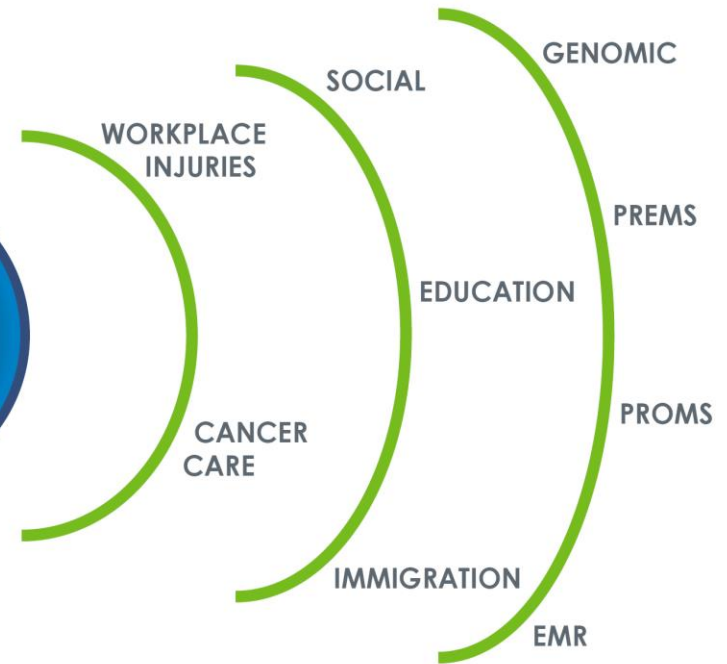 WORKPLACE
INJURIES
CANCER
CARE
SOCIAL
EDUCATION
IMMIGRATION
GENOMIC
PREMS
PROMS
EMR